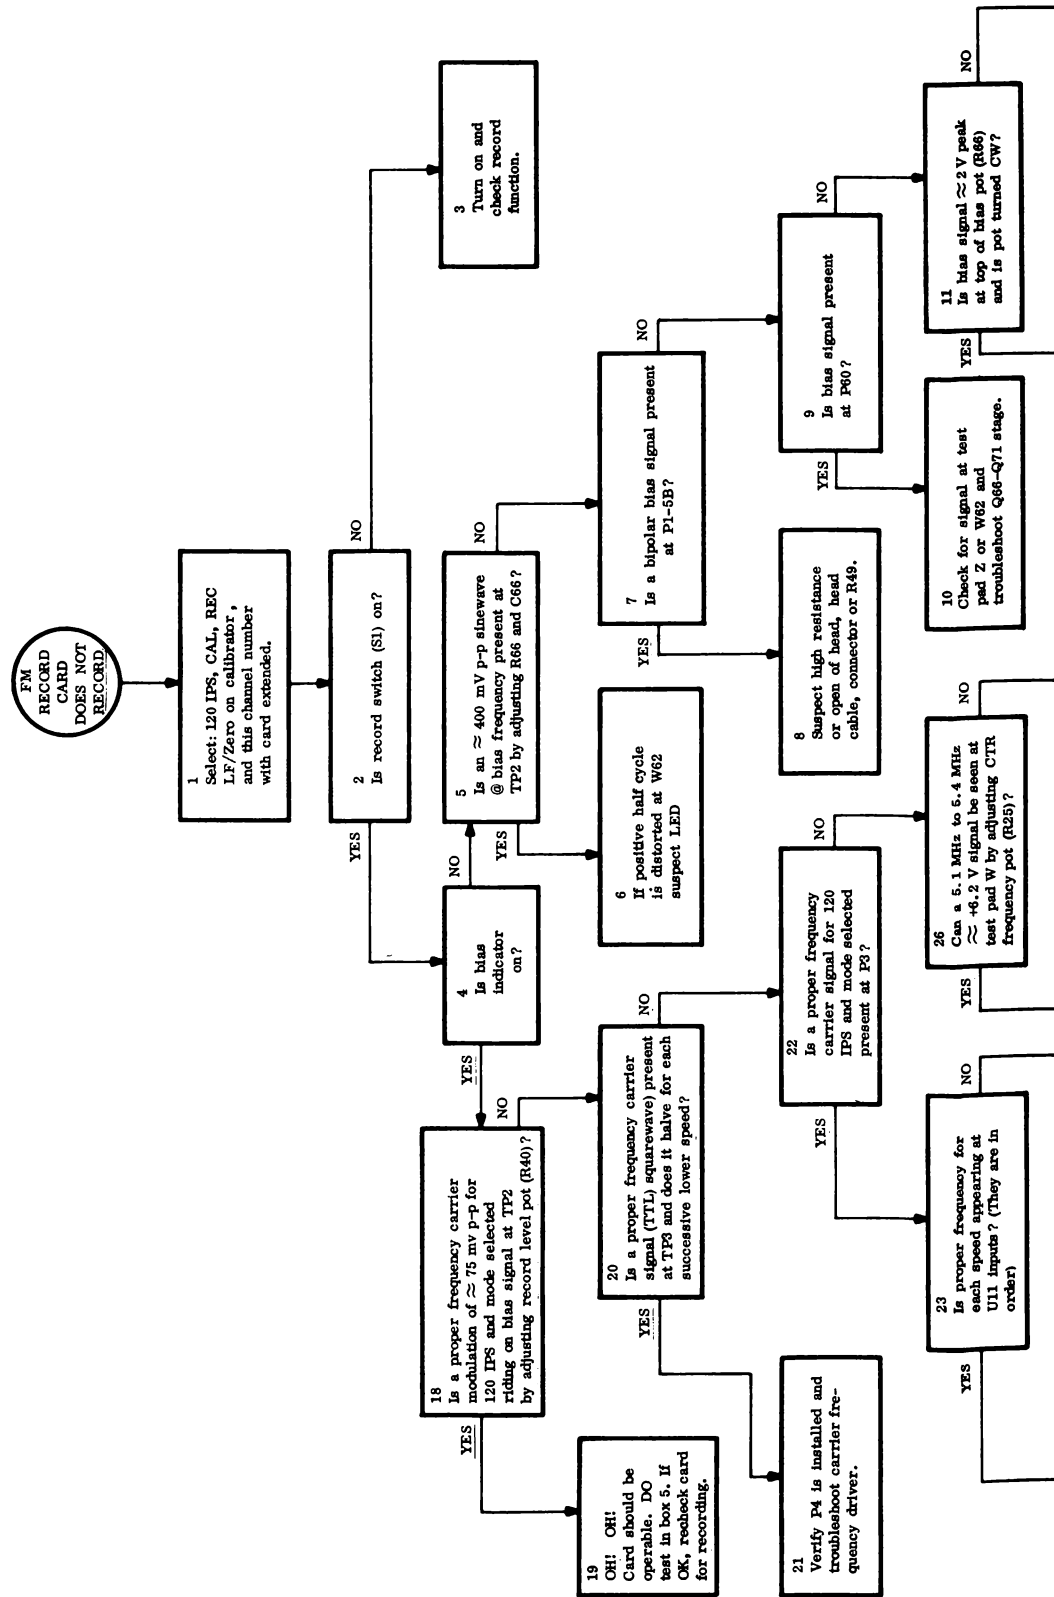 FM
RECORD
CARD
DOES NOT
RECORD
1
Select: 120 IPS, CAL, REC
LF/Zero on calibrator,
and this channel number
with card extended.
2
Is record switch (S1) on?
YES
NO
3
Turn on and
check record
function.
4
Is bias
indicator
on?
YES
NO
5
Is an ≈ 400 mV p-p sinewave
@ bias frequency present at
TP2 by adjusting R66 and C66?
YES
NO
6
If positive half cycle
is distorted at W62
suspect LED
7
Is a bipolar bias signal present
at P1-5B?
YES
NO
8
Suspect high resistance
or open of head, head
cable, connector or R49.
9
Is bias signal present
at P60?
YES
NO
10
Check for signal at test
pad Z or W62 and
troubleshoot Q66-Q71 stage.
11
Is bias signal ≈ 2 V peak
at top of bias pot (R66)
and is pot turned CW?
YES
NO
18
Is a proper frequency carrier
modulation of ≈ 75 mv p-p for
120 IPS and mode selected
riding on bias signal at TP2
by adjusting record level pot (R40)?
YES
NO
19
OH! OH!
Card should be
operable. DO
test in box 5. If
OK, recheck card
for recording.
20
Is a proper frequency carrier
signal (TTL) squarewave) present
at TP3 and does it halve for each
successive lower speed?
YES
NO
21
Verify P4 is installed and
troubleshoot carrier fre-
quency driver.
22
Is a proper frequency
carrier signal for 120
IPS and mode selected
present at P3?
YES
NO
23
Is proper frequency for
each speed appearing at
U11 inputs? (They are in
order)
YES
NO
26
Can a 5.1 MHz to 5.4 MHz
≈ +6.2 V signal be seen at
test pad W by adjusting CTR
frequency pot (R25)?
YES
NO